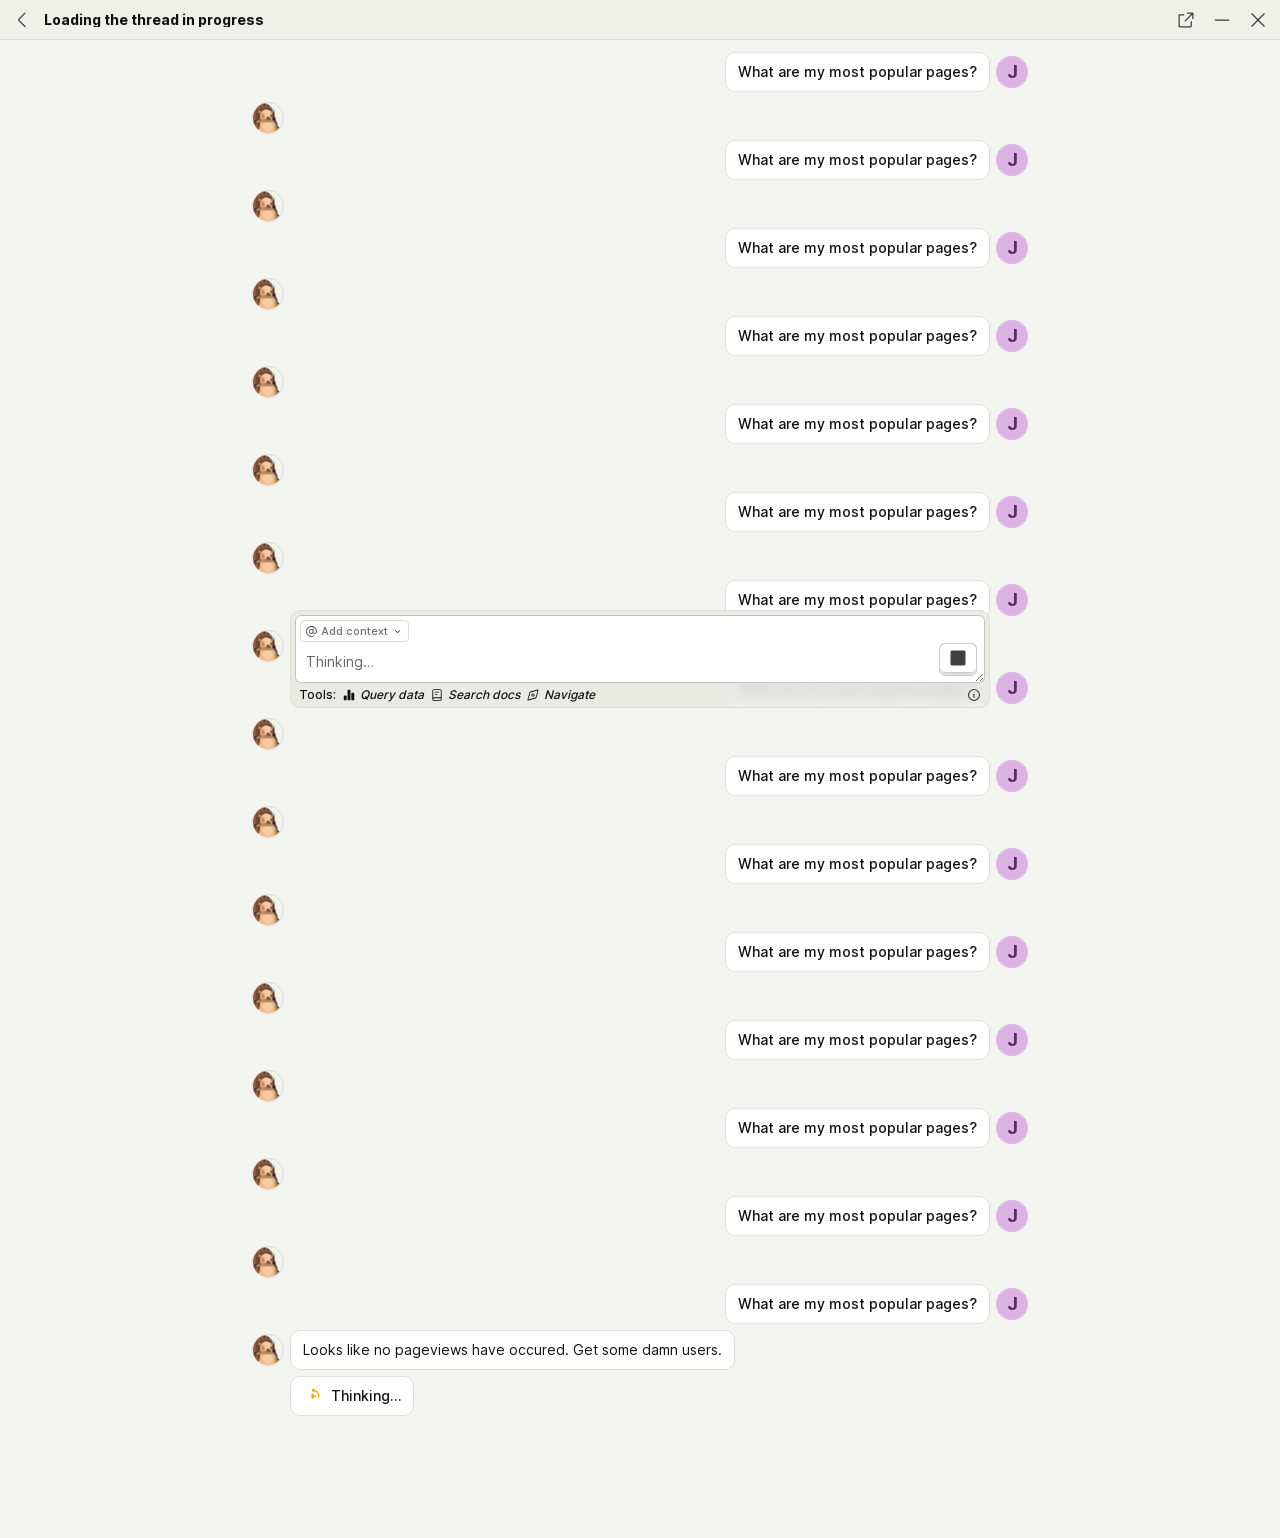 Loading the thread in progress
What are my most popular pages?
J
What are my most popular pages?
J
What are my most popular pages?
J
What are my most popular pages?
J
What are my most popular pages?
J
What are my most popular pages?
J
What are my most popular pages?
J
@ Add context
Thinking...
J
Tools: Query data Search docs Navigate
What are my most popular pages?
J
What are my most popular pages?
J
What are my most popular pages?
J
What are my most popular pages?
J
What are my most popular pages?
J
What are my most popular pages?
J
What are my most popular pages?
J
Looks like no pageviews have occured. Get some damn users.
Thinking...